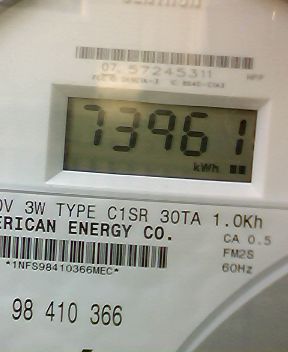 07 57245311
73961
kWh
0V 3W TYPE C1SR 30TA 1.0Kh
ERICAN ENERGY CO.
CA 0.5
FM2S
*1NFS98410366MEC*
60Hz
98 410 366